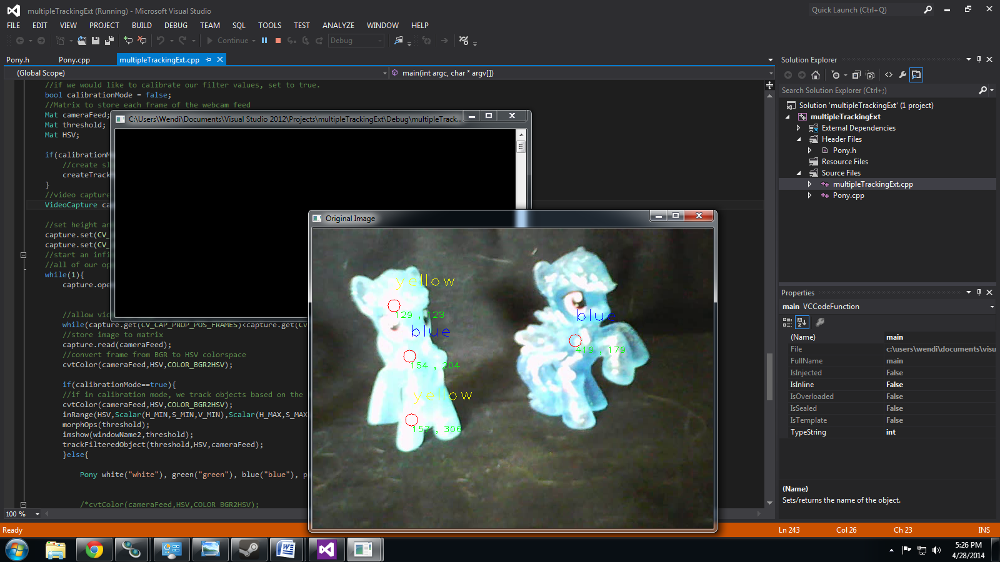 multipleTrackingExt (Running) - Microsoft Visual Studio
Quick Launch (Ctrl+Q)
FILE EDIT VIEW PROJECT BUILD DEBUG TEAM SQL TOOLS TEST ANALYZE WINDOW HELP
Continue
Debug
Pony.h
Pony.cpp
multipleTrackingExt.cpp
(Global Scope)
main(int argc, char * argv[])
//if we would like to calibrate our filter values, set to true.
bool calibrationMode = false;
//Matrix to store each frame of the webcam feed
Mat cameraFeed;
Mat threshold;
Mat HSV;
if(calibrationM
//create sl
createTrack
}
//video capture
VideoCapture ca
//set height an
capture.set(CV_
capture.set(CV_
//start an infi
//all of our op
while(1){
capture.ope
//allow vid
while(capture.get(CV_CAP_PROP_POS_FRAMES)<capture.get(CV
//store image to matrix
capture.read(cameraFeed);
//convert frame from BGR to HSV colorspace
cvtColor(cameraFeed,HSV,COLOR_BGR2HSV);
if(calibrationMode==true){
//if in calibration mode, we track objects based on the
cvtColor(cameraFeed,HSV,COLOR_BGR2HSV);
inRange(HSV,Scalar(H_MIN,S_MIN,V_MIN),Scalar(H_MAX,S_MAX
morphOps(threshold);
imshow(windowName2,threshold);
trackFilteredObject(threshold,HSV,cameraFeed);
}else{
Pony white("white"), green("green"), blue("blue"), p
/*cvtColor(cameraFeed,HSV,COLOR_BGR2HSV);
100 %
C:\Users\Wendi\Documents\Visual Studio 2012\Projects\multipleTrackingExt\Debug\multipleTrack...
Original Image
yellow
129 , 123
blue
154 , 204
yellow
157 , 306
blue
419 , 179
Solution Explorer
Search Solution Explorer (Ctrl+;)
Solution 'multipleTrackingExt' (1 project)
multipleTrackingExt
External Dependencies
Header Files
Pony.h
Resource Files
Source Files
multipleTrackingExt.cpp
Pony.cpp
Properties
main VCCodeFunction
(Name) main
File c:\users\wendi\documents\visu
FullName main
IsInjected False
IsInline False
IsOverloaded False
IsSealed False
IsTemplate False
TypeString int
(Name)
Sets/returns the name of the object.
Ready
Ln 243
Col 26
Ch 23
INS
5:26 PM
4/28/2014